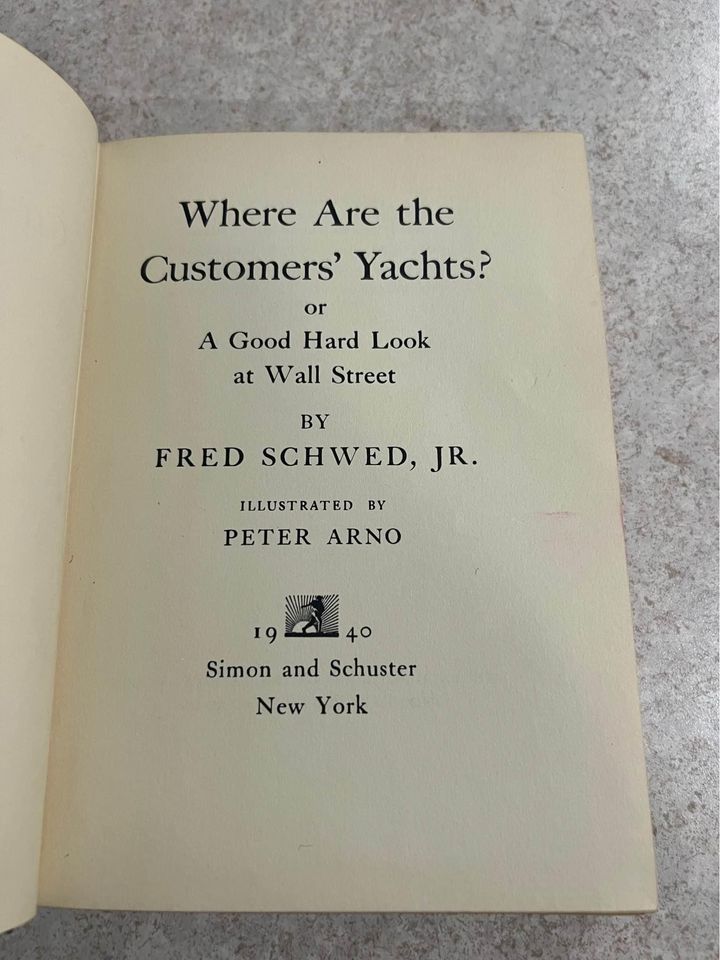 Where Are the
Customers' Yachts?
or
A Good Hard Look
at Wall Street
BY
FRED SCHWED, JR.
ILLUSTRATED BY
PETER ARNO
19 40
Simon and Schuster
New York